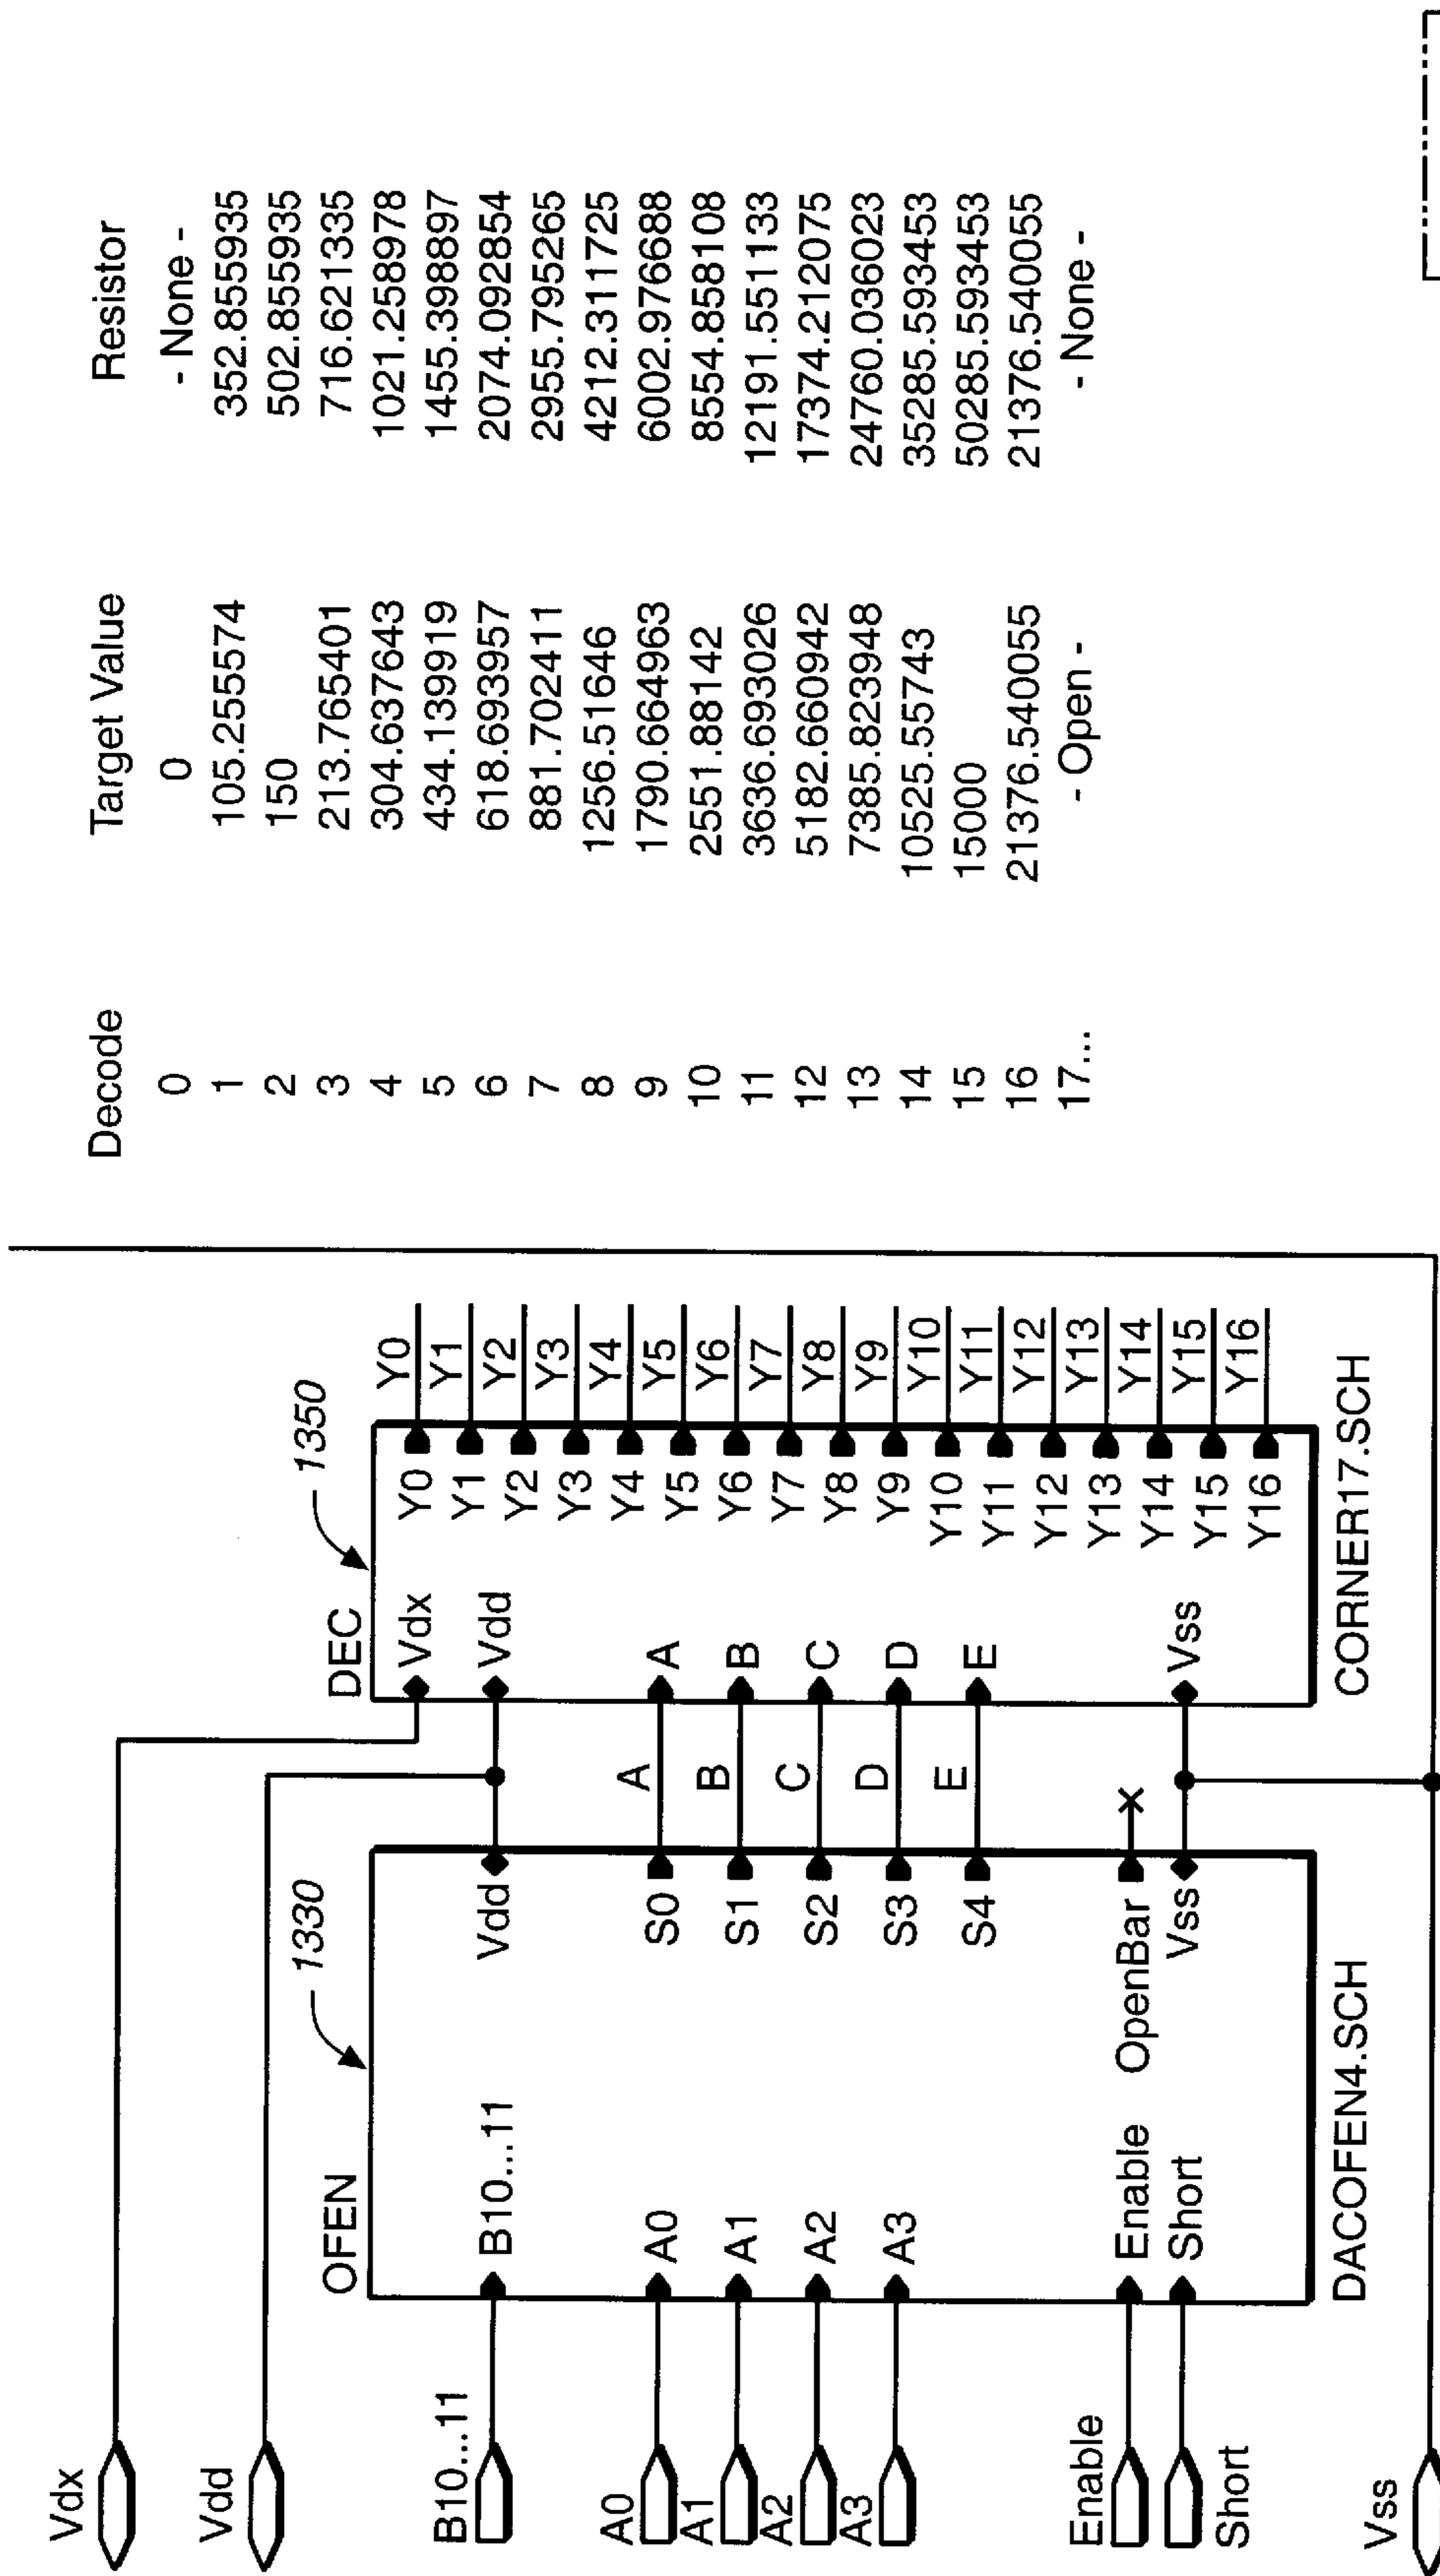 Vdx
Vdd
OFEN
1330
DEC
1350
B10...11
B10...11
Vdd
Vdx
Vdd
A0
A0
S0
A
A
A1
A1
S1
B
B
A2
A2
S2
C
C
A3
A3
S3
D
D
S4
E
E
Enable
Enable
OpenBar
Short
Short
Vss
Vss
Vss
DACOFEN4.SCH
CORNER17.SCH
Y0 Y0
Y1 Y1
Y2 Y2
Y3 Y3
Y4 Y4
Y5 Y5
Y6 Y6
Y7 Y7
Y8 Y8
Y9 Y9
Y10 Y10
Y11 Y11
Y12 Y12
Y13 Y13
Y14 Y14
Y15 Y15
Y16 Y16
Decode Target Value Resistor
0 0 - None -
1 105.255574 352.855935
2 150 502.855935
3 213.765401 716.621335
4 304.637643 1021.258978
5 434.139919 1455.398897
6 618.693957 2074.092854
7 881.702411 2955.795265
8 1256.51646 4212.311725
9 1790.664963 6002.976688
10 2551.88142 8554.858108
11 3636.693026 12191.551133
12 5182.660942 17374.212075
13 7385.823948 24760.036023
14 10525.55743 35285.593453
15 15000 50285.593453
16 21376.540055 21376.540055
17... - Open - - None -